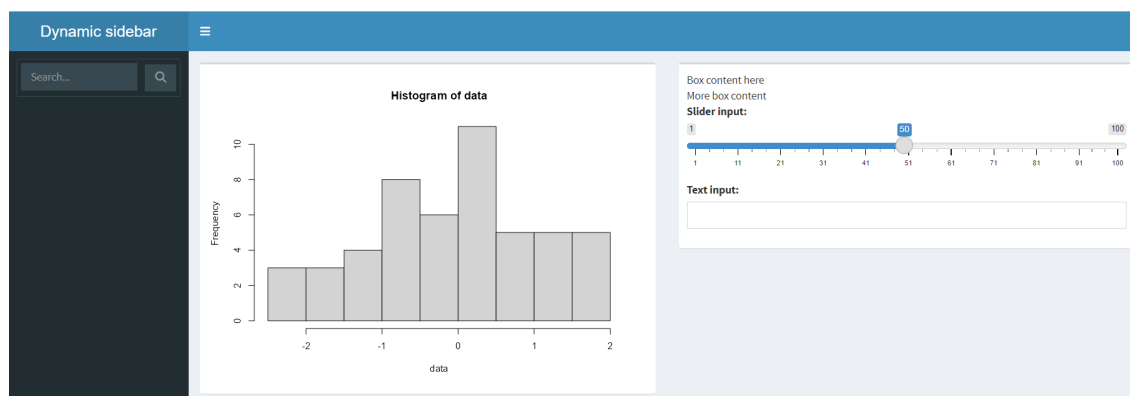 Dynamic sidebar
Search...
Histogram of data
Frequency
0 2 4 6 8 10
-2 -1 0 1 2
data
Box content here
More box content
Slider input:
1 50 100
1 11 21 31 41 51 61 71 81 91 100
Text input: